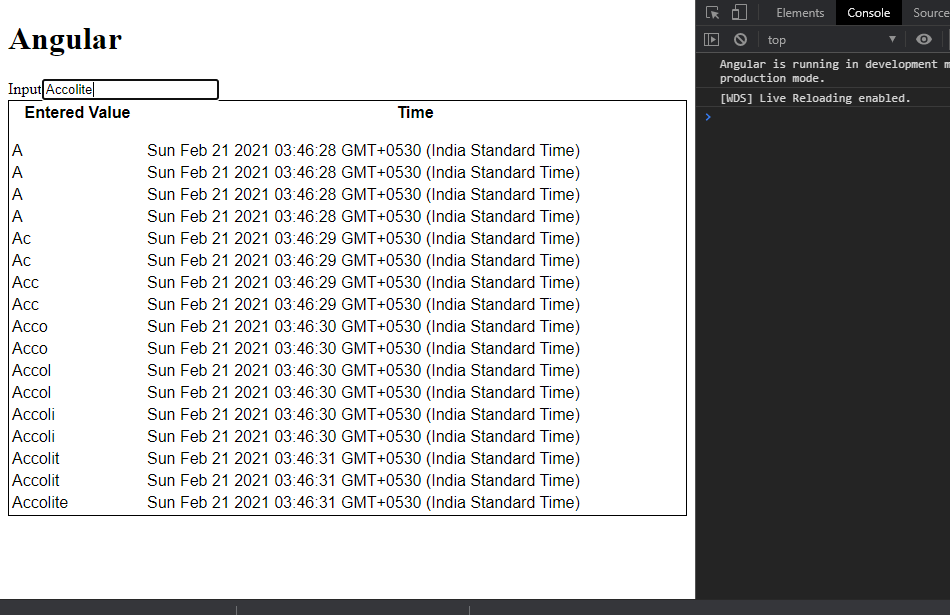 Angular
Input Accolite
Entered Value Time
A Sun Feb 21 2021 03:46:28 GMT+0530 (India Standard Time)
A Sun Feb 21 2021 03:46:28 GMT+0530 (India Standard Time)
A Sun Feb 21 2021 03:46:28 GMT+0530 (India Standard Time)
A Sun Feb 21 2021 03:46:28 GMT+0530 (India Standard Time)
Ac Sun Feb 21 2021 03:46:29 GMT+0530 (India Standard Time)
Ac Sun Feb 21 2021 03:46:29 GMT+0530 (India Standard Time)
Acc Sun Feb 21 2021 03:46:29 GMT+0530 (India Standard Time)
Acc Sun Feb 21 2021 03:46:29 GMT+0530 (India Standard Time)
Acco Sun Feb 21 2021 03:46:30 GMT+0530 (India Standard Time)
Acco Sun Feb 21 2021 03:46:30 GMT+0530 (India Standard Time)
Accol Sun Feb 21 2021 03:46:30 GMT+0530 (India Standard Time)
Accol Sun Feb 21 2021 03:46:30 GMT+0530 (India Standard Time)
Accoli Sun Feb 21 2021 03:46:30 GMT+0530 (India Standard Time)
Accoli Sun Feb 21 2021 03:46:30 GMT+0530 (India Standard Time)
Accolit Sun Feb 21 2021 03:46:31 GMT+0530 (India Standard Time)
Accolit Sun Feb 21 2021 03:46:31 GMT+0530 (India Standard Time)
Accolite Sun Feb 21 2021 03:46:31 GMT+0530 (India Standard Time)
Elements Console Source
top
Angular is running in development m
production mode.
[WDS] Live Reloading enabled.